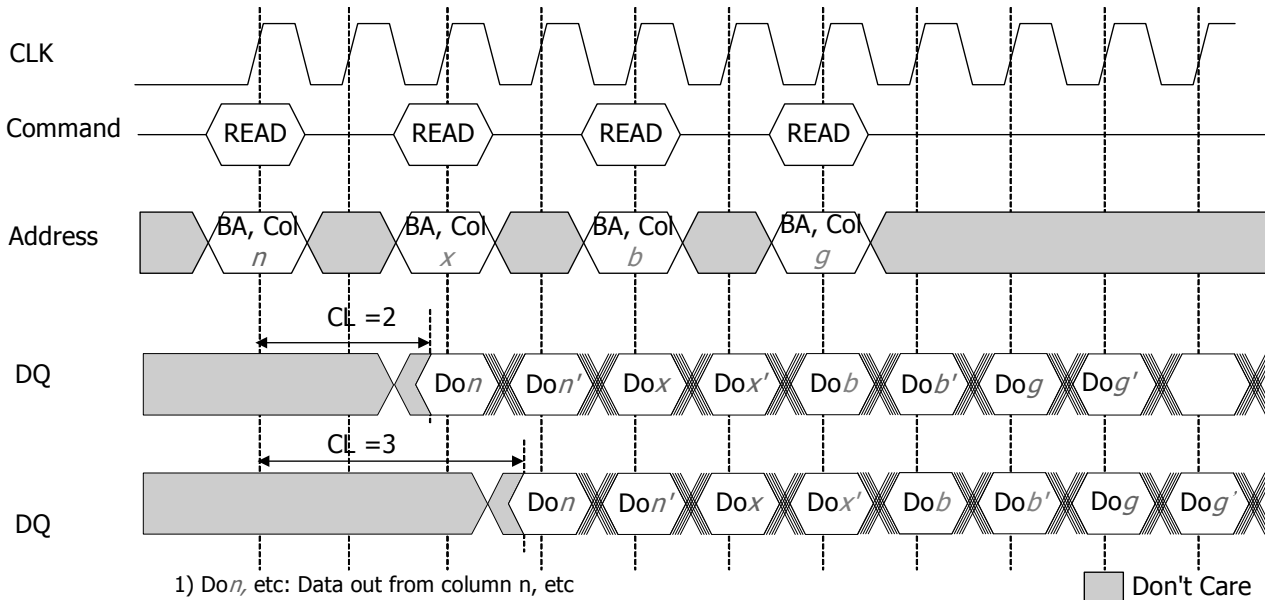 CLK
Command READ READ READ READ
Address BA, Col n BA, Col x BA, Col b BA, Col g
CL =2
DQ Don Don' Dox Dox' Dob Dob' Dog Dog'
CL =3
DQ Don Don' Dox Dox' Dob Dob' Dog Dog'
1) Don, etc: Data out from column n, etc
Don't Care